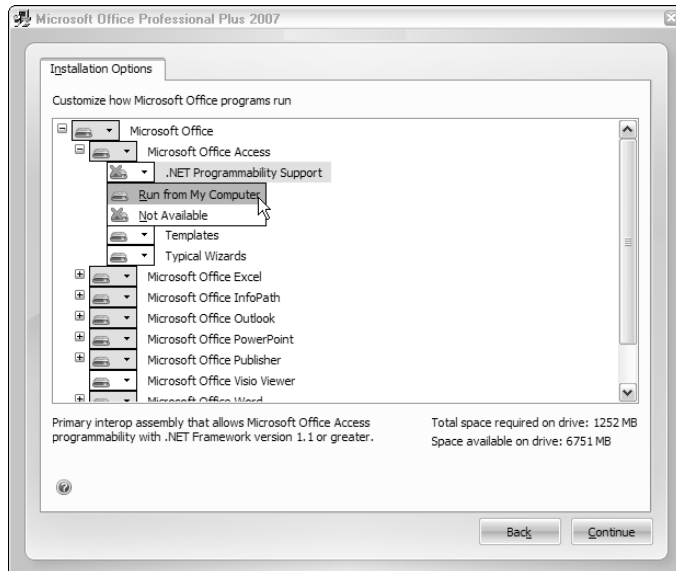 Microsoft Office Professional Plus 2007
Installation Options
Customize how Microsoft Office programs run
Microsoft Office
Microsoft Office Access
.NET Programmability Support
Run from My Computer
Not Available
Templates
Typical Wizards
Microsoft Office Excel
Microsoft Office InfoPath
Microsoft Office Outlook
Microsoft Office PowerPoint
Microsoft Office Publisher
Microsoft Office Visio Viewer
Microsoft Office Word
Primary interop assembly that allows Microsoft Office Access
programmability with .NET Framework version 1.1 or greater.
Total space required on drive: 1252 MB
Space available on drive: 6751 MB
Back
Continue